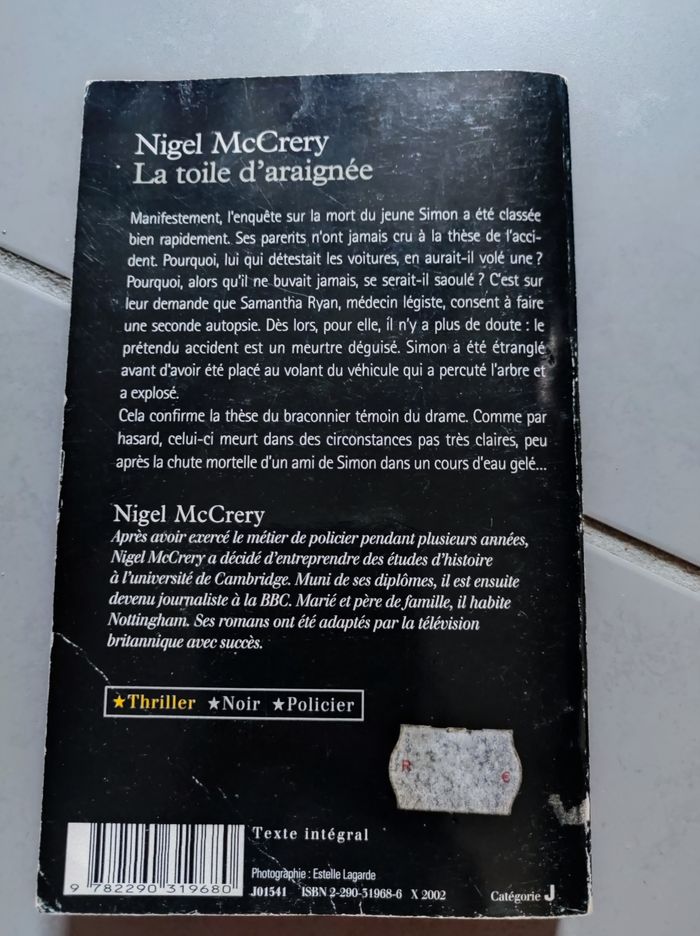 Nigel McCrery
La toile d'araignée
Manifestement, l'enquête sur la mort du jeune Simon a été classée
bien rapidement. Ses parents n'ont jamais cru à la thèse de l'acci-
dent. Pourquoi, lui qui détestait les voitures, en aurait-il volé une ?
Pourquoi, alors qu'il ne buvait jamais, se serait-il saoulé ? C'est sur
leur demande que Samantha Ryan, médecin légiste, consent à faire
une seconde autopsie. Dès lors, pour elle, il n'y a plus de doute : le
prétendu accident est un meurtre déguisé. Simon a été étranglé
avant d'avoir été placé au volant du véhicule qui a percuté l'arbre et
a explosé.
Cela confirme la thèse du braconnier témoin du drame. Comme par
hasard, celui-ci meurt dans des circonstances pas très claires, peu
après la chute mortelle d'un ami de Simon dans un cours d'eau gelé...
Nigel McCrery
Après avoir exercé le métier de policier pendant plusieurs années,
Nigel McCrery a décidé d'entreprendre des études d'histoire
à l'université de Cambridge. Muni de ses diplômes, il est ensuite
devenu journaliste à la BBC. Marié et père de famille, il habite
Nottingham. Ses romans ont été adaptés par la télévision
britannique avec succès.
★Thriller ★Noir ★Policier
R €
Texte intégral
Photographie : Estelle Lagarde
J01541 ISBN 2-290-31968-6 X 2002
Catégorie J
9 782290 319680